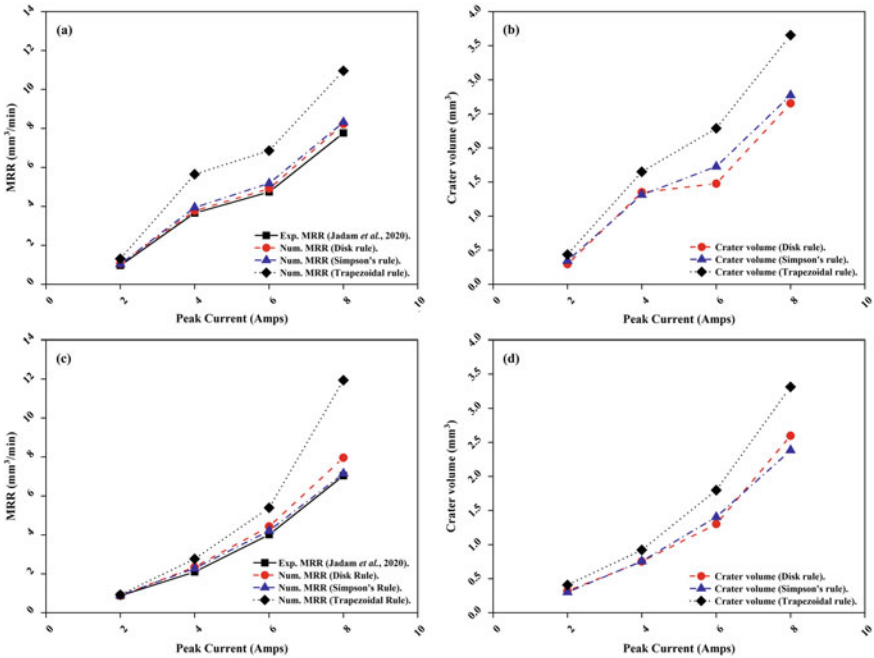 (a)
MRR (mm³/min)
14
12
10
8
6
4
2
0
Exp. MRR (Jadam et al., 2020).
Num. MRR (Disk rule).
Num. MRR (Simpson's rule).
Num. MRR (Trapezoidal rule).
0 2 4 6 8 10
Peak Current (Amps)
(b)
Crater volume (mm³)
4.0
3.5
2.5
2.0
1.5
1.0
0.5
0.0
Crater volume (Disk rule).
Crater volume (Simpson's rule).
Crater volume (Trapezoidal rule).
0 2 4 6 8 10
Peak Current (Amps)
(c)
MRR (mm³/min)
14
12
10
8
6
4
2
0
Exp. MRR (Jadam et al., 2020).
Num. MRR (Disk Rule).
Num. MRR (Simpson's Rule).
Num. MRR (Trapezoidal Rule).
0 2 4 6 8 10
Peak Current (Amps)
(d)
Crater volume (mm³)
4.0
3.5
2.5
2.0
1.5
1.0
0.5
0.0
Crater volume (Disk rule).
Crater volume (Simpson's rule).
Crater volume (Trapezoidal rule).
0 2 4 6 8 10
Peak Current (Amps)